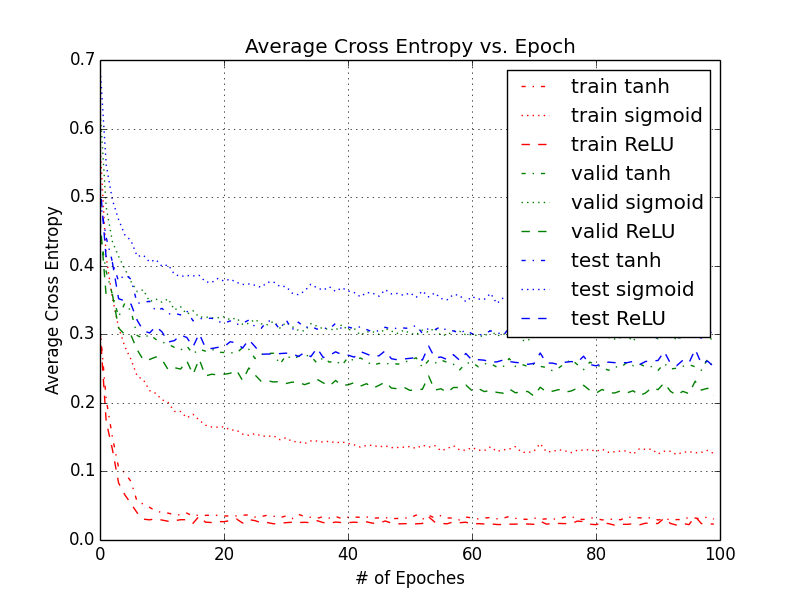 Average Cross Entropy vs. Epoch
0.7
0.6
0.5
0.4
0.3
0.2
0.1
0.0
Average Cross Entropy
train tanh
train sigmoid
train ReLU
valid tanh
valid sigmoid
valid ReLU
test tanh
test sigmoid
test ReLU
0 20 40 60 80 100
# of Epoches